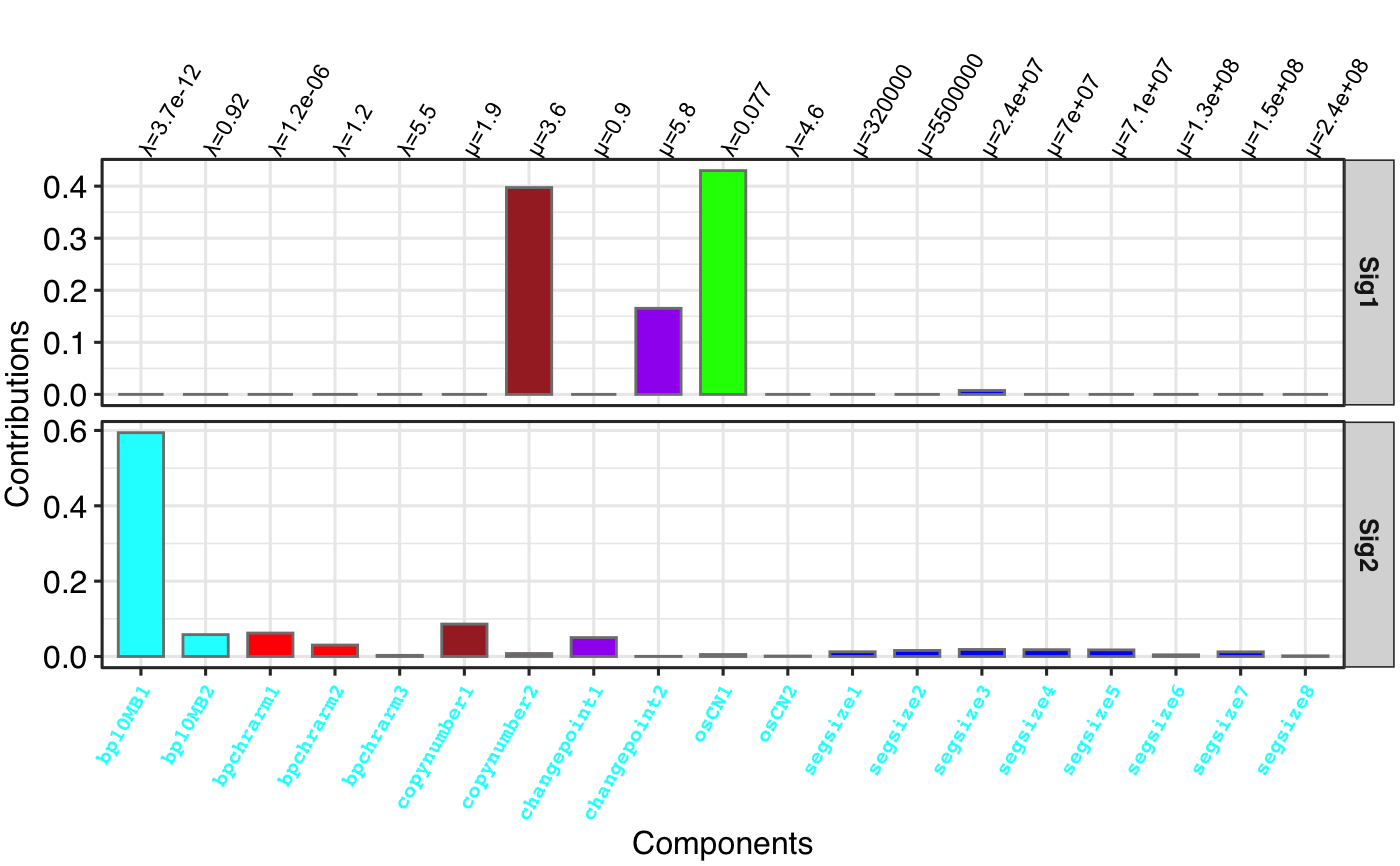 λ=3.7e-12
λ=0.92
λ=1.2e-06
λ=1.2
λ=5.5
μ=1.9
μ=3.6
μ=0.9
μ=5.8
λ=0.077
λ=4.6
μ=320000
μ=5500000
μ=2.4e+07
μ=7e+07
μ=7.1e+07
μ=1.3e+08
μ=1.5e+08
μ=2.4e+08
Contributions
0.4
0.3
0.2
0.1
0.0
Sig1
0.6
0.4
0.2
0.0
Sig2
bp10MB1
bp10MB2
bpchrarm1
bpchrarm2
bpchrarm3
copynumber1
copynumber2
changepoint1
changepoint2
osCN1
osCN2
segsize1
segsize2
segsize3
segsize4
segsize5
segsize6
segsize7
segsize8
Components